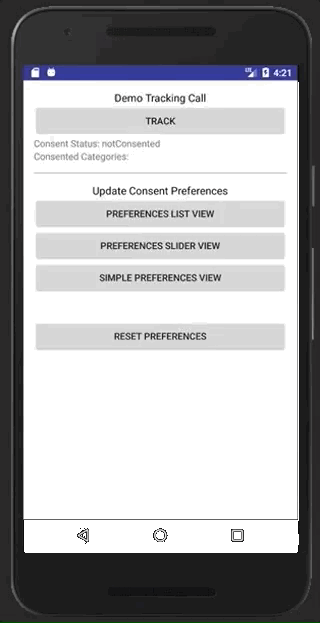 LTE 4:21
Demo Tracking Call
TRACK
Consent Status: notConsented
Consented Categories:
Update Consent Preferences
PREFERENCES LIST VIEW
PREFERENCES SLIDER VIEW
SIMPLE PREFERENCES VIEW
RESET PREFERENCES